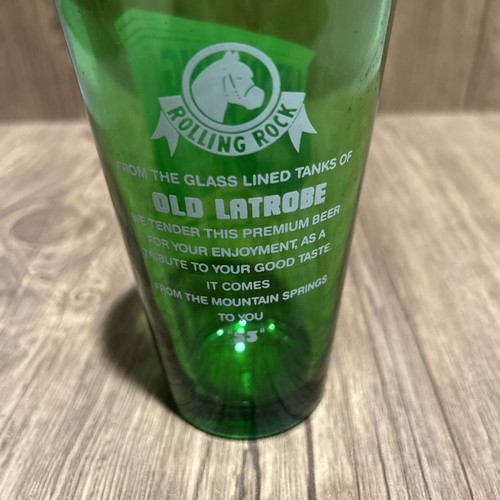 ROLLING ROCK
FROM THE GLASS LINED TANKS OF
OLD LATROBE
WE TENDER THIS PREMIUM BEER
FOR YOUR ENJOYMENT, AS A
TRIBUTE TO YOUR GOOD TASTE.
IT COMES
FROM THE MOUNTAIN SPRINGS
TO YOU
"33"